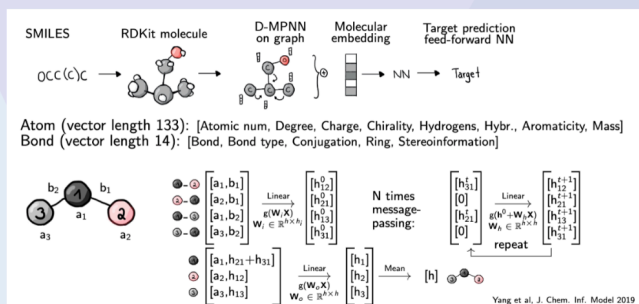 SMILES
RDKit molecule
D-MPNN
on graph
Molecular
embedding
Target prediction
feed-forward NN
OCC(C)C
NN
Target
Atom (vector length 133): [Atomic num, Degree, Charge, Chirality, Hydrogens, Hybr., Aromaticity, Mass]
Bond (vector length 14): [Bond, Bond type, Conjugation, Ring, Stereoinformation]
b₂ b₁
3 1 2
a₃ a₁ a₂
[a₁,b₁]
[a₂,b₁]
[a₁,b₂]
[a₃,b₂]
Linear
g(WᵢX)
Wᵢ ∈ ℝ^{h×hᵢ}
[h⁰₁₂]
[h⁰₂₁]
[h⁰₁₃]
[h⁰₃₁]
N times
message-
passing:
[hᵗ₃₁]
[0]
[hᵗ₂₁]
[0]
Linear
g(h⁰+WₕX)
Wₕ ∈ ℝ^{h×h}
repeat
[hᵗ⁺¹₁₂]
[hᵗ⁺¹₂₁]
[hᵗ⁺¹₁₃]
[hᵗ⁺¹₃₁]
[a₁,h₂₁+h₃₁]
[a₂,h₁₂]
[a₃,h₁₃]
Linear
g(WₒX)
Wₒ ∈ ℝ^{h×h}
[h₁]
[h₂]
[h₃]
Mean
[h]
Yang et al, J. Chem. Inf. Model 2019